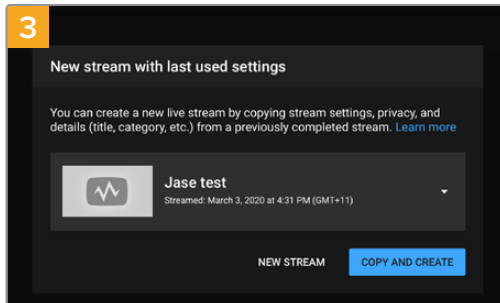 3
New stream with last used settings
You can create a new live stream by copying stream settings, privacy, and
details (title, category, etc.) from a previously completed stream. Learn more
Jase test
Streamed: March 3, 2020 at 4:31 PM (GMT+11)
NEW STREAM
COPY AND CREATE